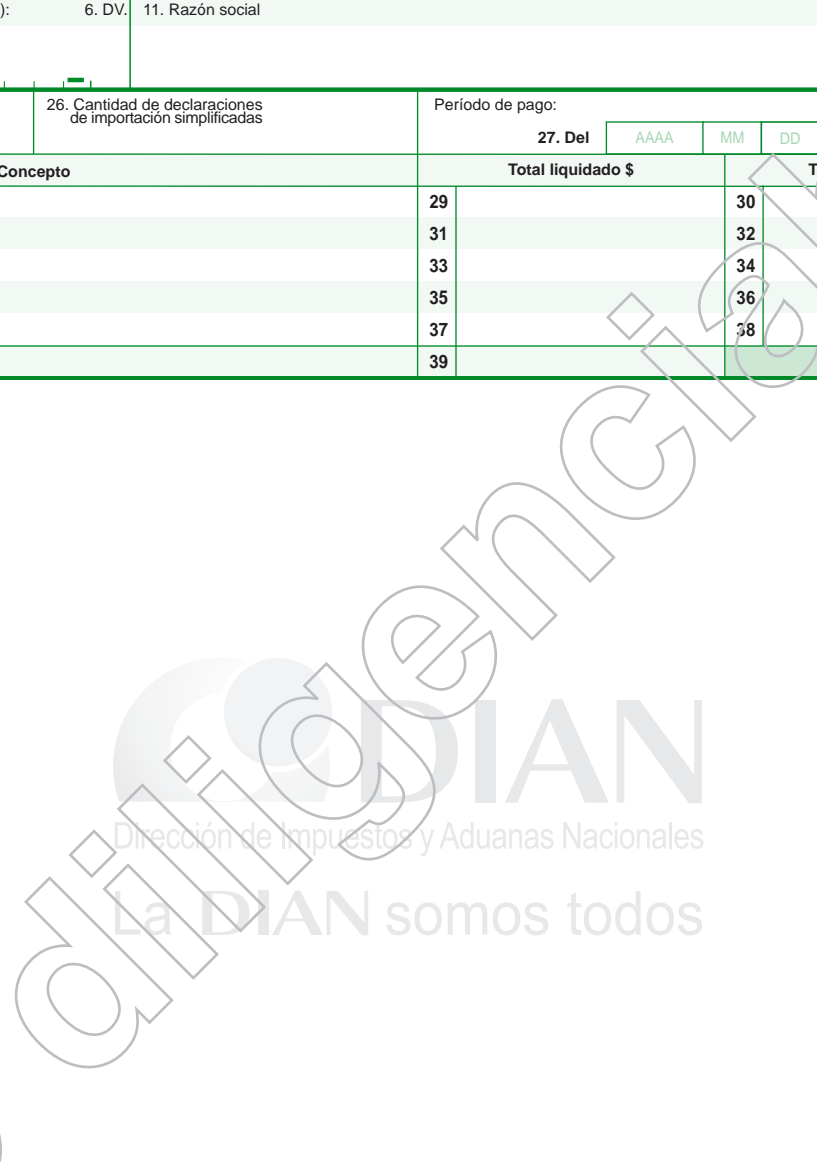 ): 6. DV. 11. Razón social
26. Cantidad de declaraciones Período de pago:
de importación simplificadas
27. Del AAAA MM DD
Concepto Total liquidado $ T
29 30
31 32
33 34
35 36
37 38
39
diligencia
DIAN
Dirección de Impuestos y Aduanas Nacionales
La DIAN somos todos